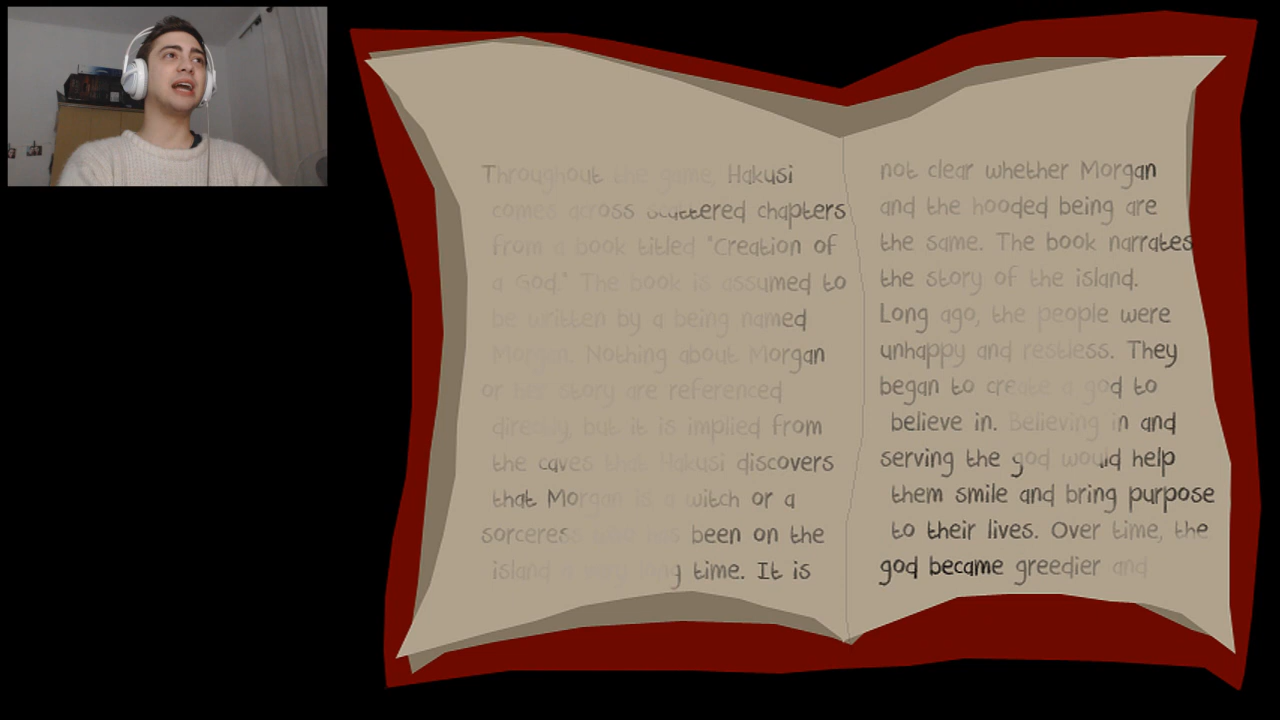 Throughout the game, Hakusi
comes across scattered chapters
from a book titled "Creation of
a God." The book is assumed to
be written by a being named
Morgan. Nothing about Morgan
or her story are referenced
directly, but it is implied from
the caves that Hakusi discovers
that Morgan is a witch or a
sorceress who has been on the
island a very long time. It is
not clear whether Morgan
and the hooded being are
the same. The book narrates
the story of the island.
Long ago, the people were
unhappy and restless. They
began to create a god to
believe in. Believing in and
serving the god would help
them smile and bring purpose
to their lives. Over time, the
god became greedier and